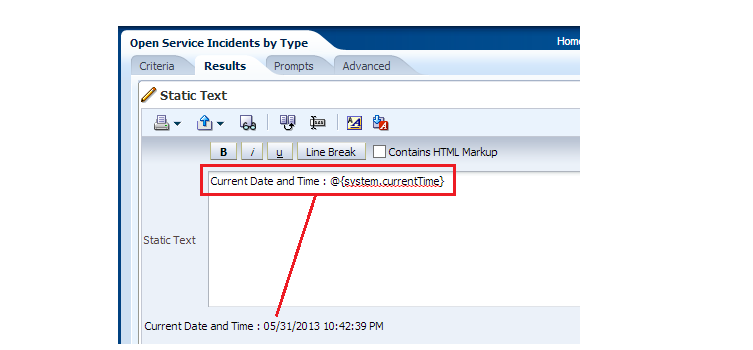 Open Service Incidents by Type
Home
Criteria Results Prompts Advanced
Static Text
B i u Line Break Contains HTML Markup
Current Date and Time : @{system.currentTime}
Static Text
Current Date and Time : 05/31/2013 10:42:39 PM